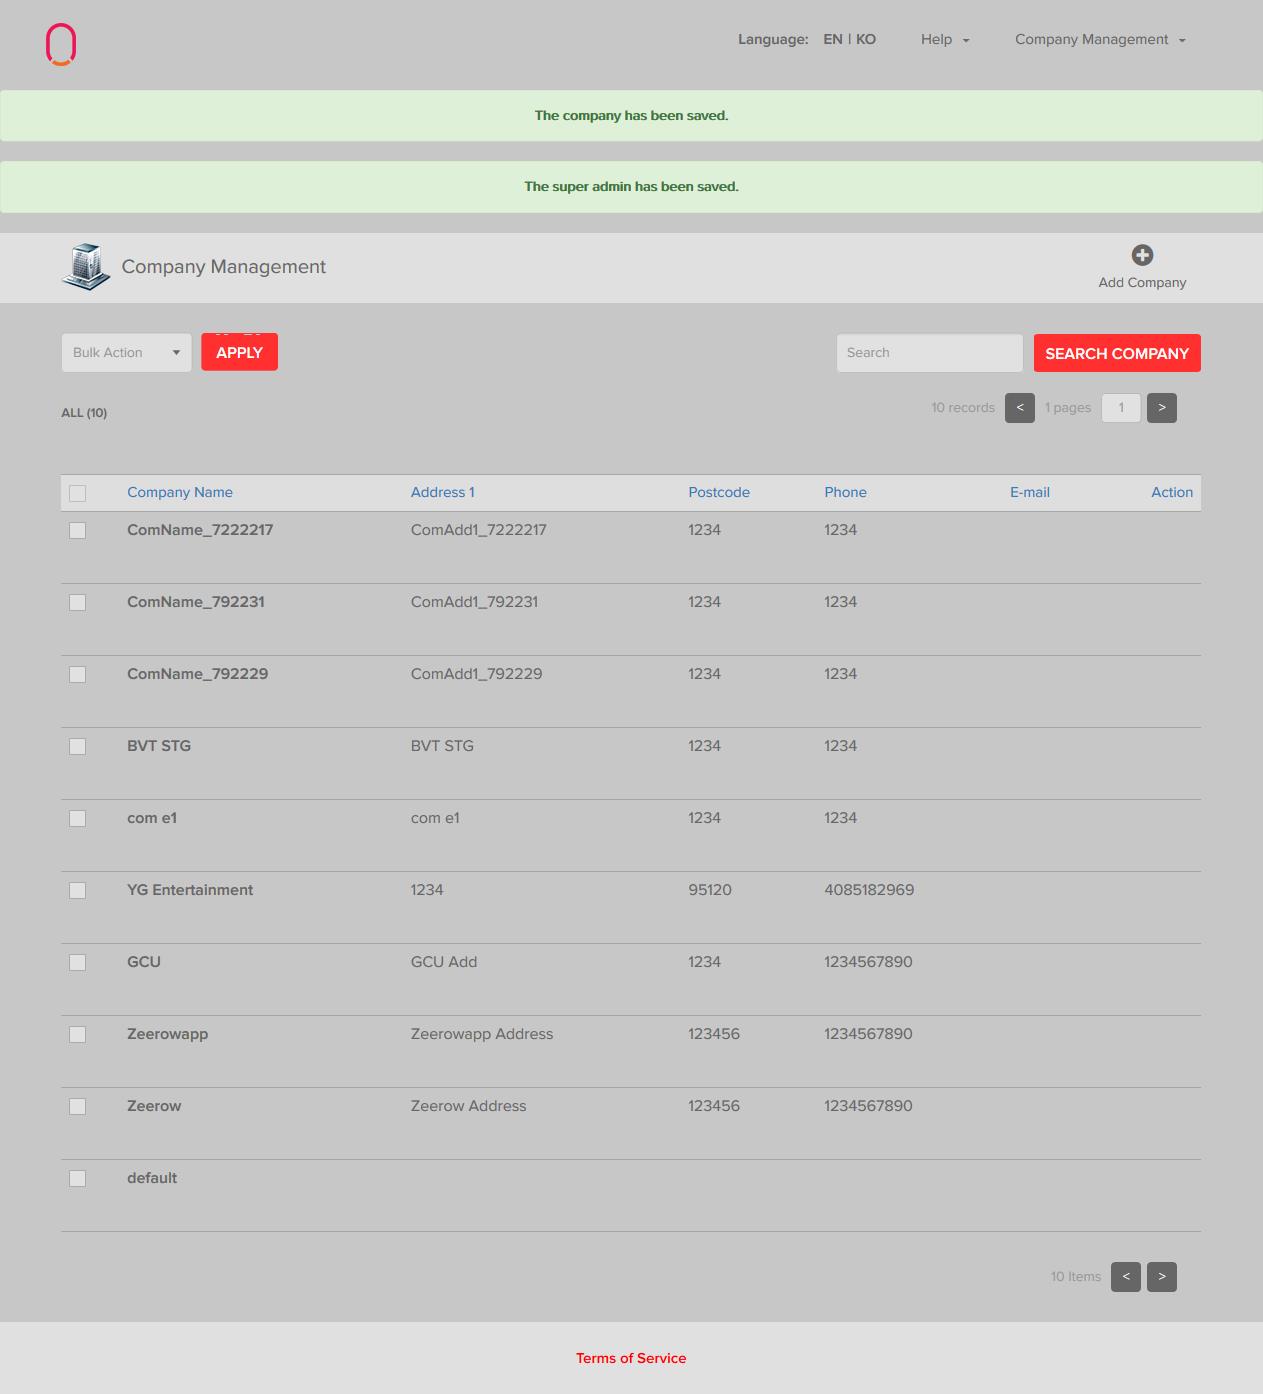 Language: EN | KO Help Company Management
The company has been saved.
The super admin has been saved.
Company Management
Add Company
Bulk Action APPLY Search SEARCH COMPANY
ALL (10) 10 records < 1 pages 1 >
Company Name Address 1 Postcode Phone E-mail Action
ComName_7222217 ComAdd1_7222217 1234 1234
ComName_792231 ComAdd1_792231 1234 1234
ComName_792229 ComAdd1_792229 1234 1234
BVT STG BVT STG 1234 1234
com e1 com e1 1234 1234
YG Entertainment 1234 95120 4085182969
GCU GCU Add 1234 1234567890
Zeerowapp Zeerowapp Address 123456 1234567890
Zeerow Zeerow Address 123456 1234567890
default
10 Items < >
Terms of Service